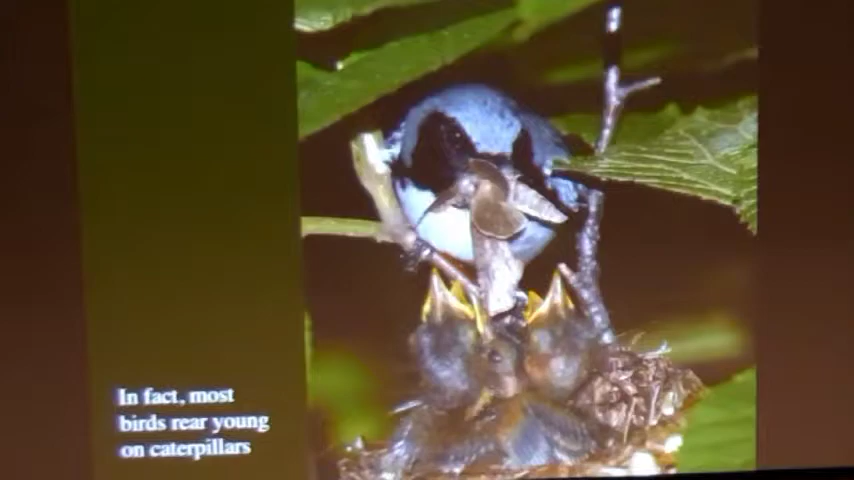 In fact, most
birds rear young
on caterpillars